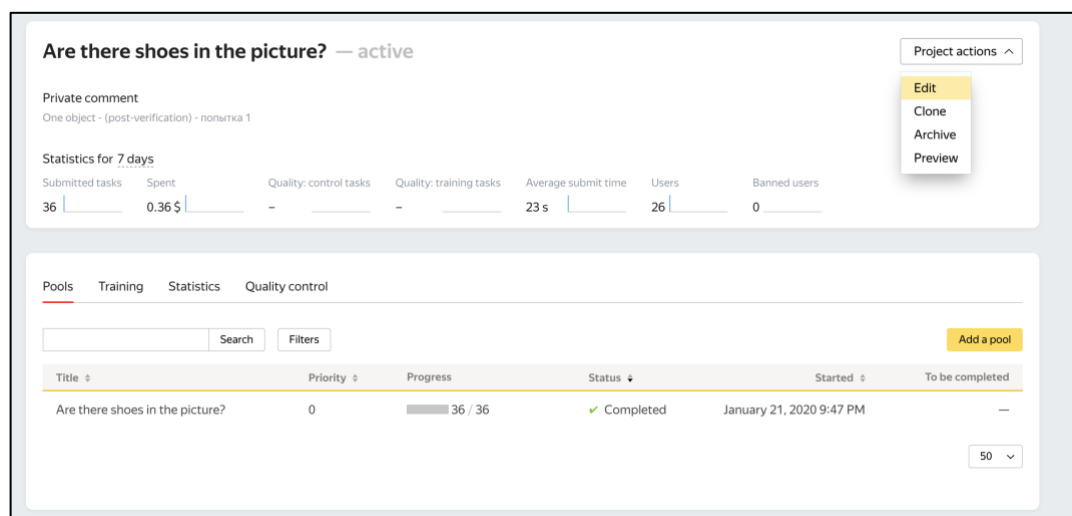 Are there shoes in the picture? — active
Project actions
Edit
Clone
Archive
Preview
Private comment
One object - (post-verification) - попытка 1
Statistics for 7 days
Submitted tasks Spent Quality: control tasks Quality: training tasks Average submit time Users Banned users
36 0.36 $ – – 23 s 26 0
Pools Training Statistics Quality control
Search Filters Add a pool
Title Priority Progress Status Started To be completed
Are there shoes in the picture? 0 36 / 36 Completed January 21, 2020 9:47 PM —
50